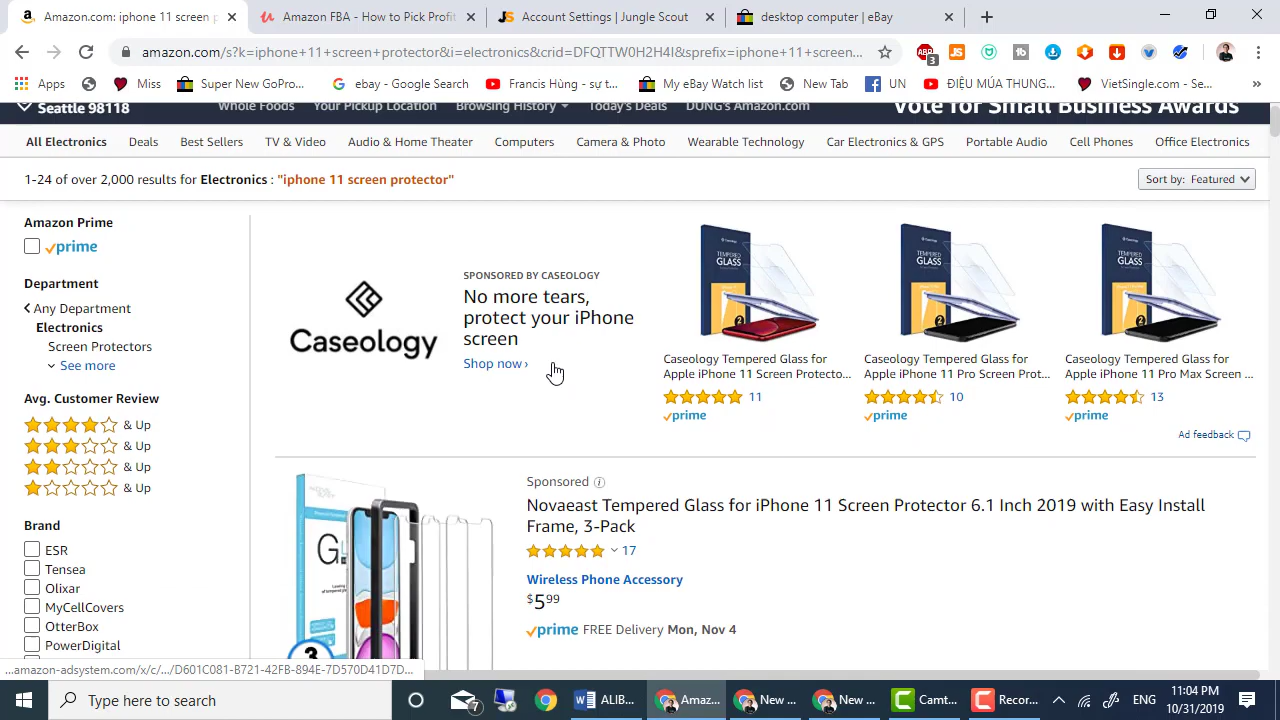 Amazon.com: iphone 11 screen p
Amazon FBA - How to Pick Profit
Account Settings | Jungle Scout
desktop computer | eBay
amazon.com/s?k=iphone+11+screen+protector&i=electronics&crid=DFQTTW0H2H4I&sprefix=iphone+11+screen...
Apps
Miss
Super New GoPro...
ebay - Google Search
Francis Hùng - sự t...
My eBay Watch list
New Tab
UN
ĐIỆU MÚA THUNG...
VietSingle.com - Se...
Seattle 98118
Whole Foods
Your Pickup Location
Browsing History
Today's Deals
DUNG's Amazon.com
Vote for Small Business Awards
All Electronics Deals Best Sellers TV & Video Audio & Home Theater Computers Camera & Photo Wearable Technology Car Electronics & GPS Portable Audio Cell Phones Office Electronics
1-24 of over 2,000 results for Electronics : "iphone 11 screen protector"
Sort by: Featured
Amazon Prime
prime
Department
Any Department
Electronics
Screen Protectors
See more
Avg. Customer Review
& Up
& Up
& Up
& Up
Brand
ESR
Tensea
Olixar
MyCellCovers
OtterBox
PowerDigital
Caseology
SPONSORED BY CASEOLOGY
No more tears,
protect your iPhone
screen
Shop now ›
TEMPERED
GLASS
2
Caseology Tempered Glass for
Apple iPhone 11 Screen Protecto...
11
prime
TEMPERED
GLASS
2
Caseology Tempered Glass for
Apple iPhone 11 Pro Screen Prot...
10
prime
TEMPERED
GLASS
2
Caseology Tempered Glass for
Apple iPhone 11 Pro Max Screen ...
13
prime
Ad feedback
Sponsored
Novaeast Tempered Glass for iPhone 11 Screen Protector 6.1 Inch 2019 with Easy Install
Frame, 3-Pack
17
Wireless Phone Accessory
$5 99
prime FREE Delivery Mon, Nov 4
3
...amazon-adsystem.com/x/c/.../D601C081-B721-42FB-894E-7D570D41D7D...
Type here to search
7
ALIB...
Amaz...
New ...
New ...
Camt...
Recor...
ENG
11:04 PM
10/31/2019